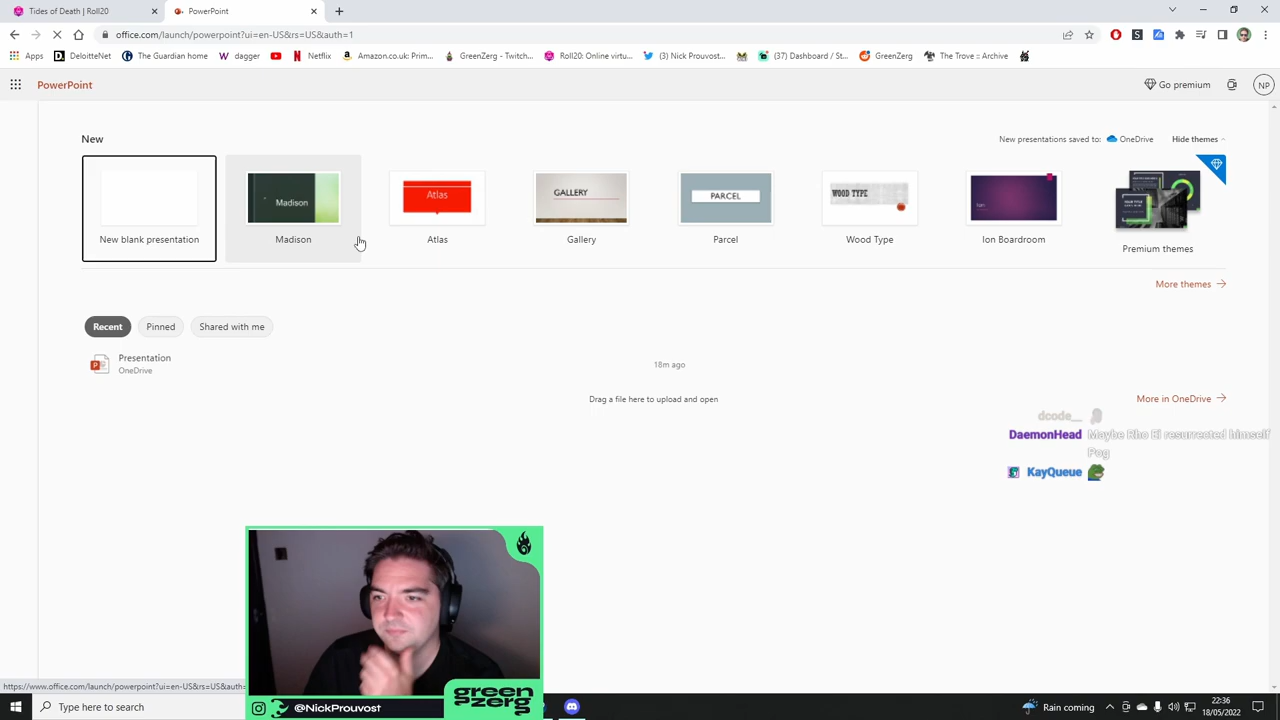 Tides of Death | Roll20
PowerPoint
office.com/launch/powerpoint?ui=en-US&rs=US&auth=1
Apps DeloitteNet The Guardian home dagger Netflix Amazon.co.uk: Prim... GreenZerg - Twitch... Roll20: Online virtu... (3) Nick Prouvost... (37) Dashboard / St... GreenZerg The Trove :: Archive
PowerPoint
Go premium
NP
New
New presentations saved to: OneDrive
Hide themes
Madison
Atlas
GALLERY
PARCEL
WOOD TYPE
Ion
New blank presentation
Madison
Atlas
Gallery
Parcel
Wood Type
Ion Boardroom
Premium themes
More themes
Recent
Pinned
Shared with me
Presentation
OneDrive
18m ago
Drag a file here to upload and open
More in OneDrive
dcode__
DaemonHead Maybe Rho Ei resurrected himself
Pog
KayQueue
https://www.office.com/launch/powerpoint?ui=en-US&rs=US&auth=
green
zerg
@NickProuvost
Type here to search
Rain coming
22:36
18/05/2022